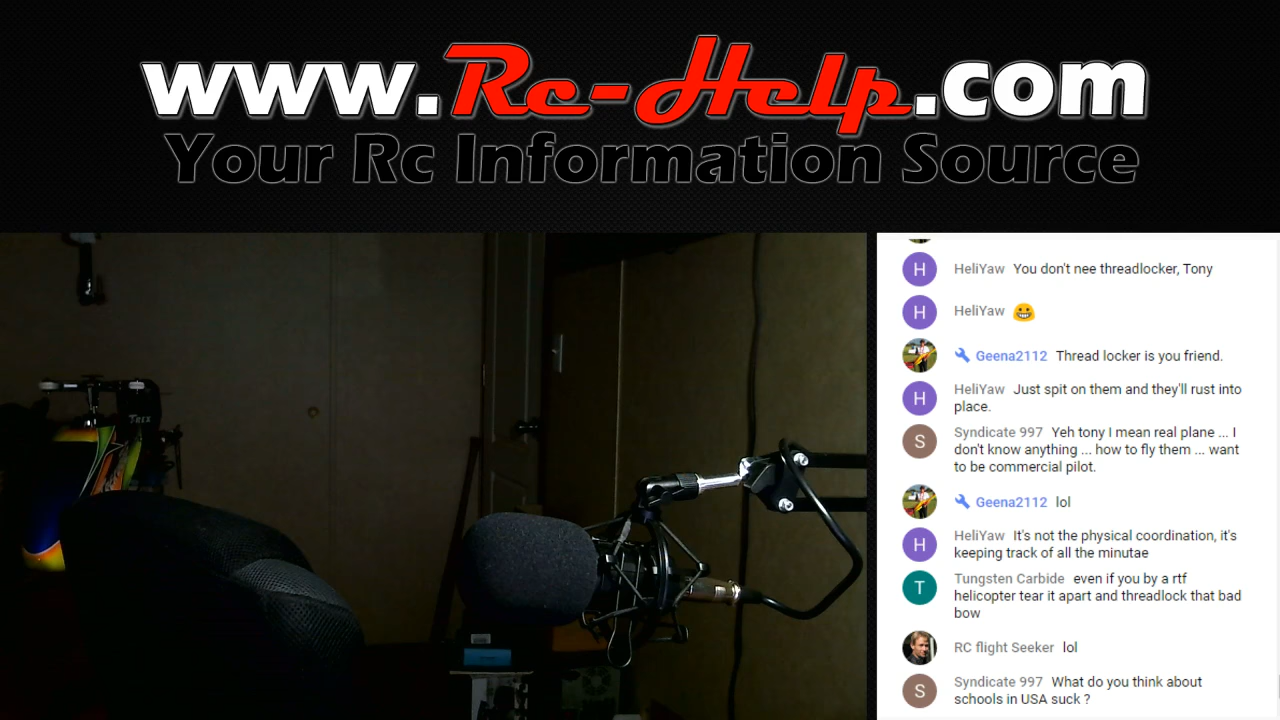 www.Rc-Help.com
Your Rc Information Source
HeliYaw You don't nee threadlocker, Tony
HeliYaw 😀
Geena2112 Thread locker is you friend.
HeliYaw Just spit on them and they'll rust into
place.
Syndicate 997 Yeh tony I mean real plane ... I
don't know anything ... how to fly them ... want
to be commercial pilot.
Geena2112 lol
HeliYaw It's not the physical coordination, it's
keeping track of all the minutae
Tungsten Carbide even if you by a rtf
helicopter tear it apart and threadlock that bad
bow
RC flight Seeker lol
Syndicate 997 What do you think about
schools in USA suck ?
H
H
H
S
H
T
S
T-REX